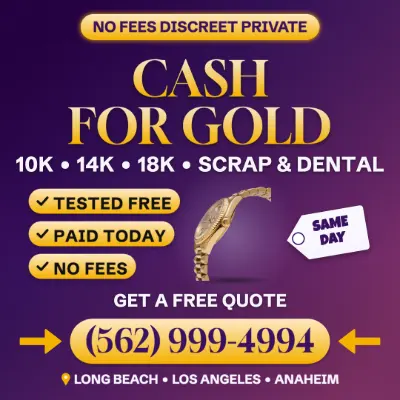 NO FEES DISCREET PRIVATE
CASH
FOR GOLD
10K • 14K • 18K • SCRAP & DENTAL
✓ TESTED FREE
✓ PAID TODAY
✓ NO FEES
SAME
DAY
GET A FREE QUOTE
(562) 999-4994
LONG BEACH • LOS ANGELES • ANAHEIM